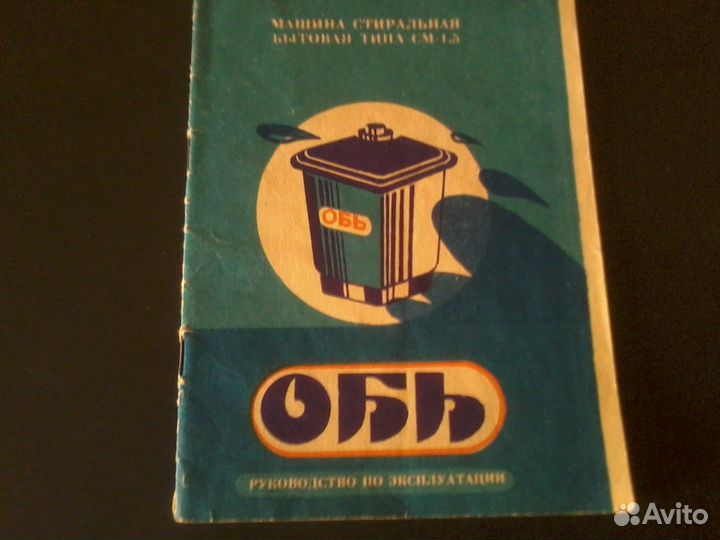 МАШИНА СТИРАЛЬНАЯ
БЫТОВАЯ ТИПА СМ-1,5
ОБЬ
ОБЬ
РУКОВОДСТВО ПО ЭКСПЛУАТАЦИИ
Avito